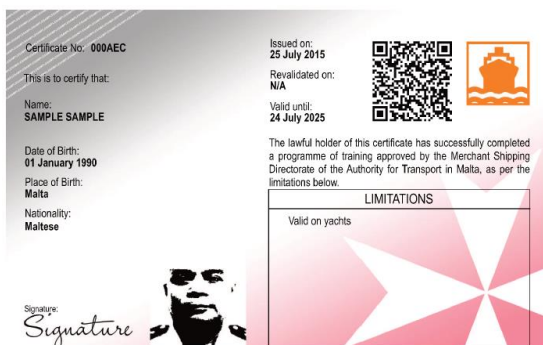 Certificate No. 000AEC
This is to certify that:
Name:
SAMPLE SAMPLE
Date of Birth:
01 January 1990
Place of Birth:
Malta
Nationality:
Maltese
Signature:
Signature
Issued on:
25 July 2015
Revalidated on:
N/A
Valid until:
24 July 2025
The lawful holder of this certificate has successfully completed
a programme of training approved by the Merchant Shipping
Directorate of the Authority for Transport in Malta, as per the
limitations below.
LIMITATIONS
Valid on yachts